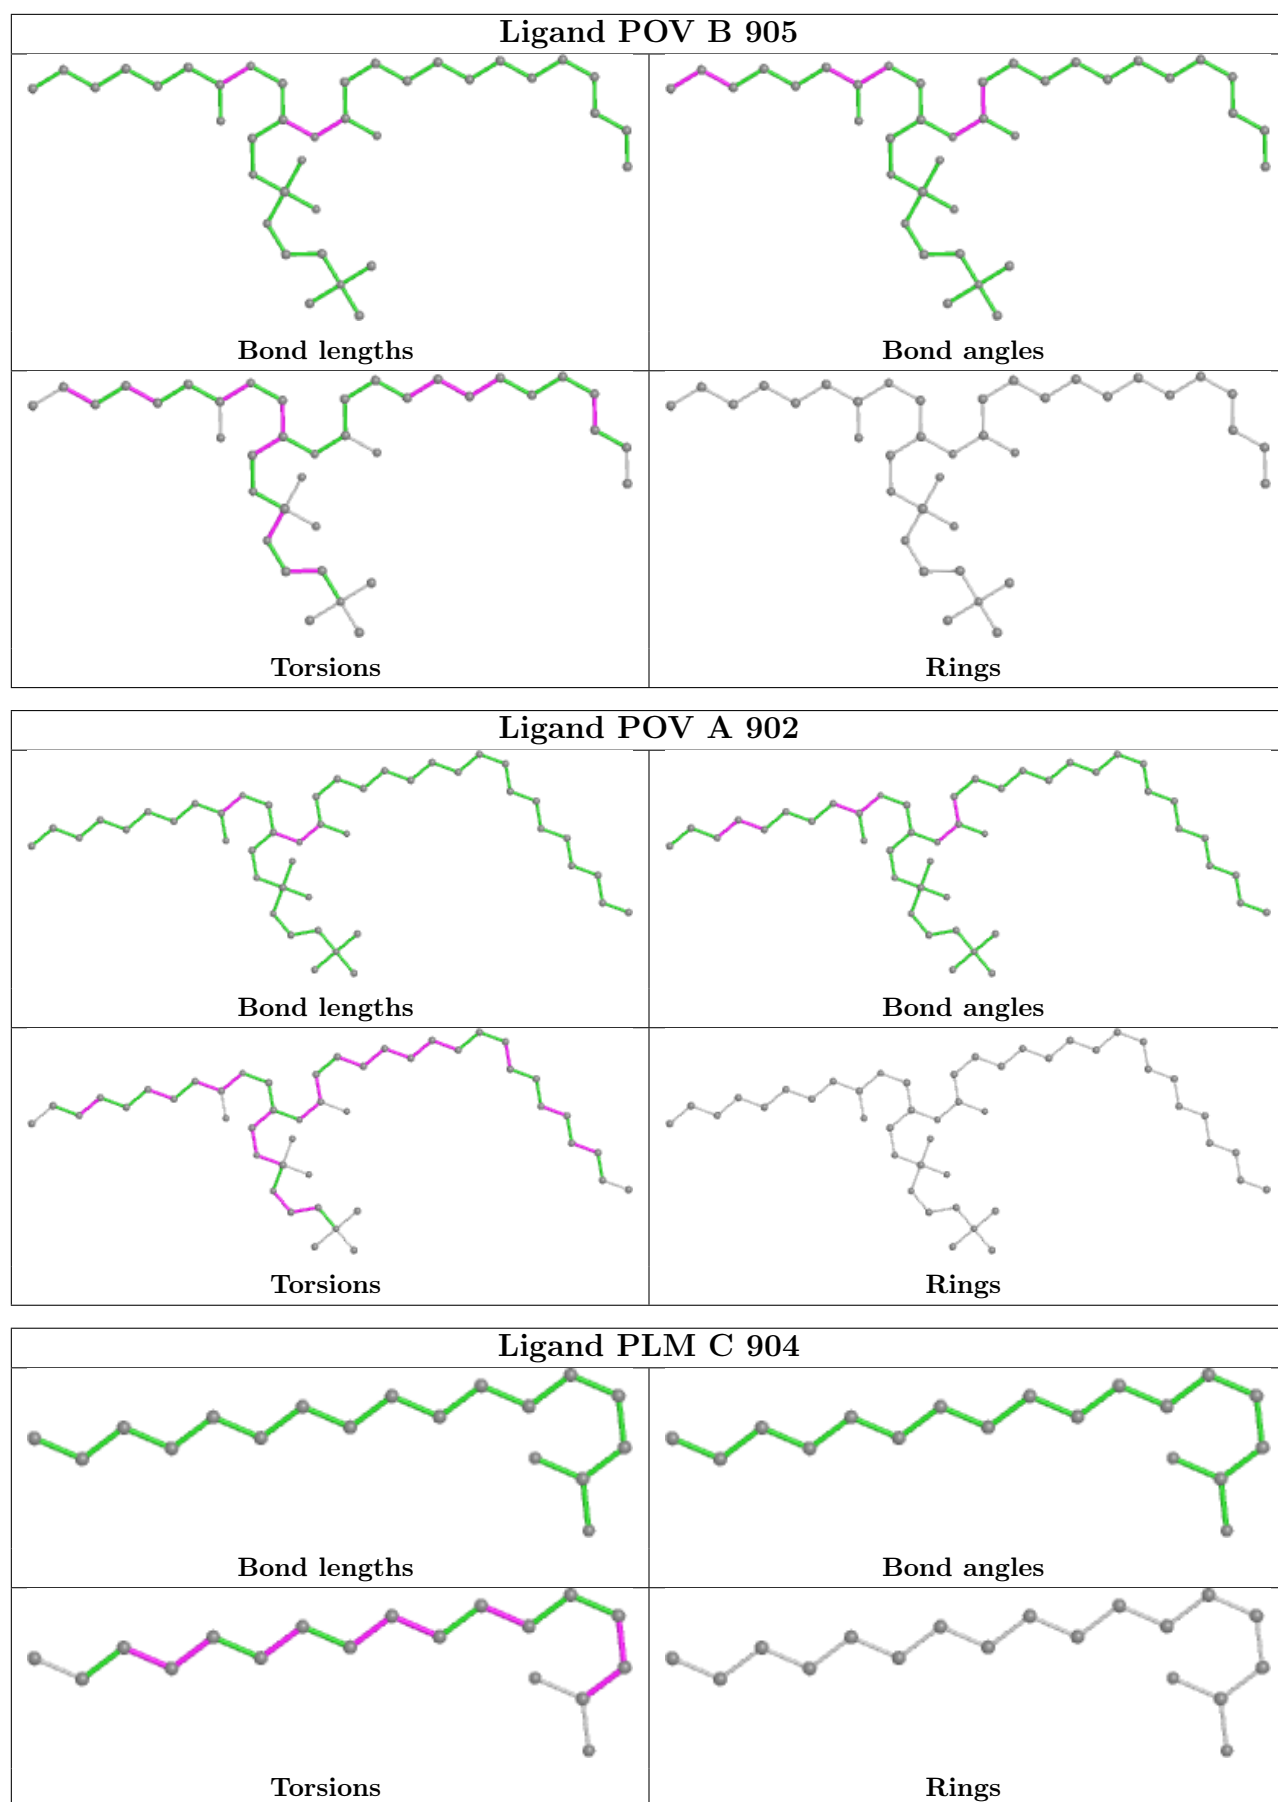 Ligand POV B 905
Bond lengths
Bond angles
Torsions
Rings
Ligand POV A 902
Bond lengths
Bond angles
Torsions
Rings
Ligand PLM C 904
Bond lengths
Bond angles
Torsions
Rings